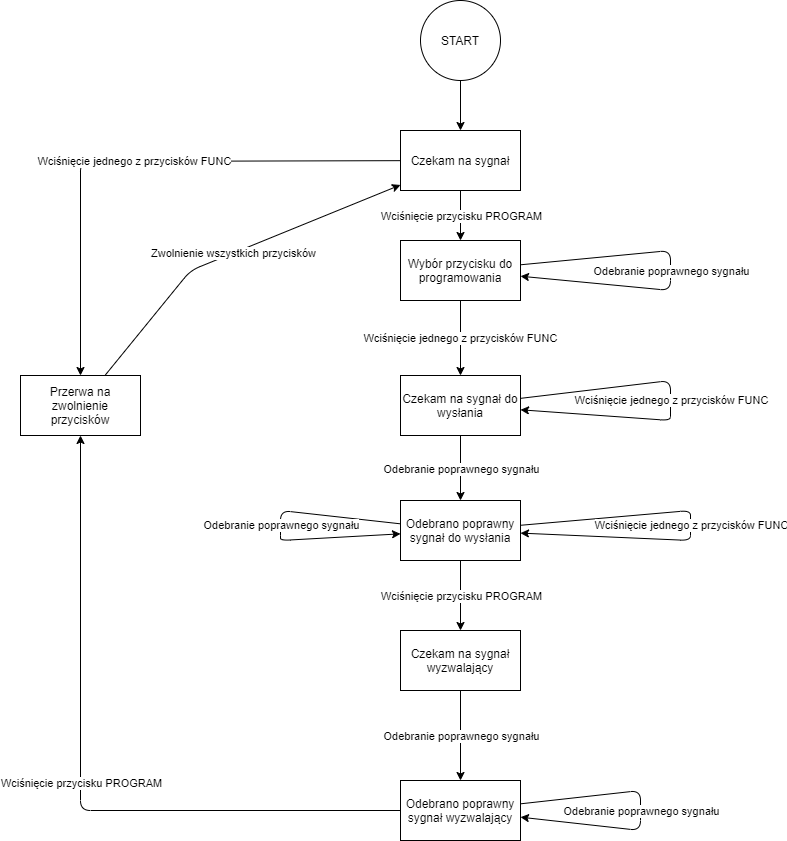 START
Czekam na sygnał
Wciśnięcie jednego z przycisków FUNC
Wciśnięcie przycisku PROGRAM
Zwolnienie wszystkich przycisków
Wybór przycisku do
programowania
Odebranie poprawnego sygnału
Wciśnięcie jednego z przycisków FUNC
Przerwa na
zwolnienie
przycisków
Czekam na sygnał do
wysłania
Wciśnięcie jednego z przycisków FUNC
Odebranie poprawnego sygnału
Odebranie poprawnego sygnału
Odebrano poprawny
sygnał do wysłania
Wciśnięcie jednego z przycisków FUNC
Wciśnięcie przycisku PROGRAM
Czekam na sygnał
wyzwalający
Odebranie poprawnego sygnału
Wciśnięcie przycisku PROGRAM
Odebrano poprawny
sygnał wyzwalający
Odebranie poprawnego sygnału